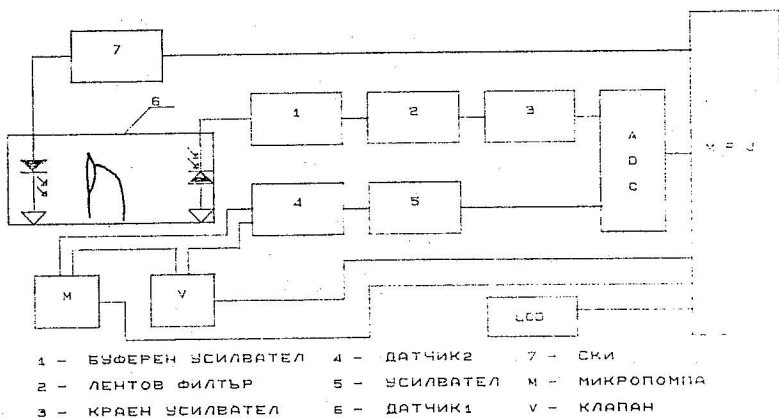 7
6
1
2
3
A
D
C
M P U
4
5
M
V
LCD
1 - БУФЕРЕН УСИЛВАТЕЛ 4 - ДАТЧИК2 7 - СКИ
2 - ЛЕНТОВ ФИЛТЪР 5 - УСИЛВАТЕЛ М - МИКРОПОМПА
3 - КРАЕН УСИЛВАТЕЛ 6 - ДАТЧИК1 V - КЛАПАН